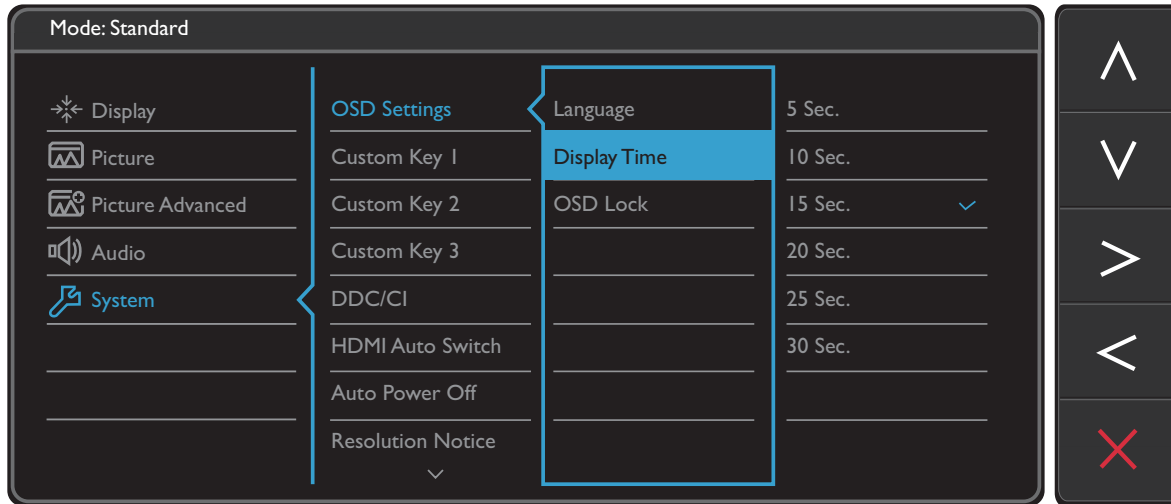 Mode: Standard
Display
Picture
Picture Advanced
Audio
System
OSD Settings
Custom Key 1
Custom Key 2
Custom Key 3
DDC/CI
HDMI Auto Switch
Auto Power Off
Resolution Notice
Language
Display Time
OSD Lock
5 Sec.
10 Sec.
15 Sec.
20 Sec.
25 Sec.
30 Sec.